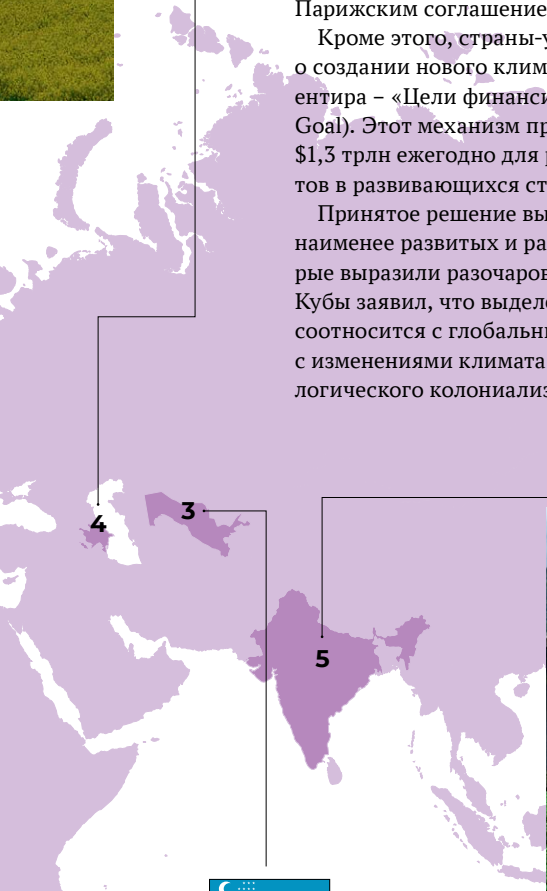 Парижским соглашение
Кроме этого, страны-у
о создании нового клим
ентира – «Цели финанси
Goal). Этот механизм пр
$1,3 трлн ежегодно для р
тов в развивающихся ст
Принятое решение вы
наименее развитых и ра
рые выразили разочаров
Кубы заявил, что выделе
соотносится с глобальны
с изменениями климата
логического колониализ
4
3
5